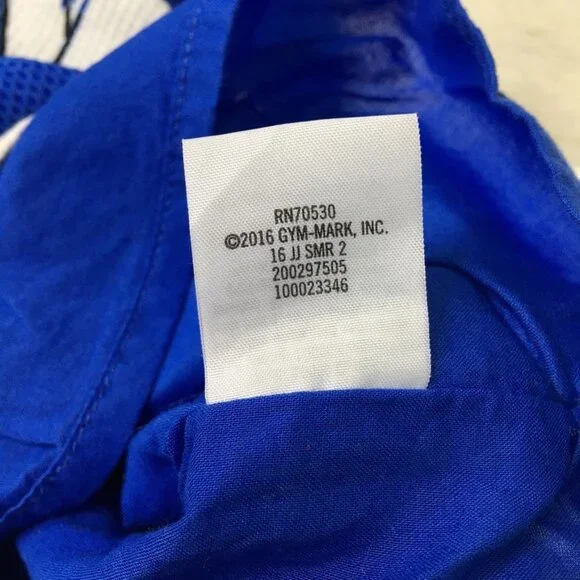 RN70530
©2016 GYM-MARK, INC.
16 JJ SMR 2
200297505
100023346